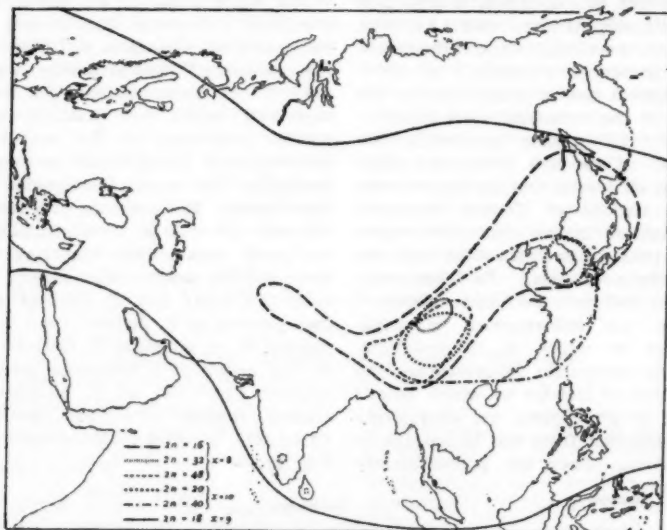 2n = 16
2n = 32 } x=8
2n = 48
2n = 20 } x=10
2n = 40
2n = 18 x=9